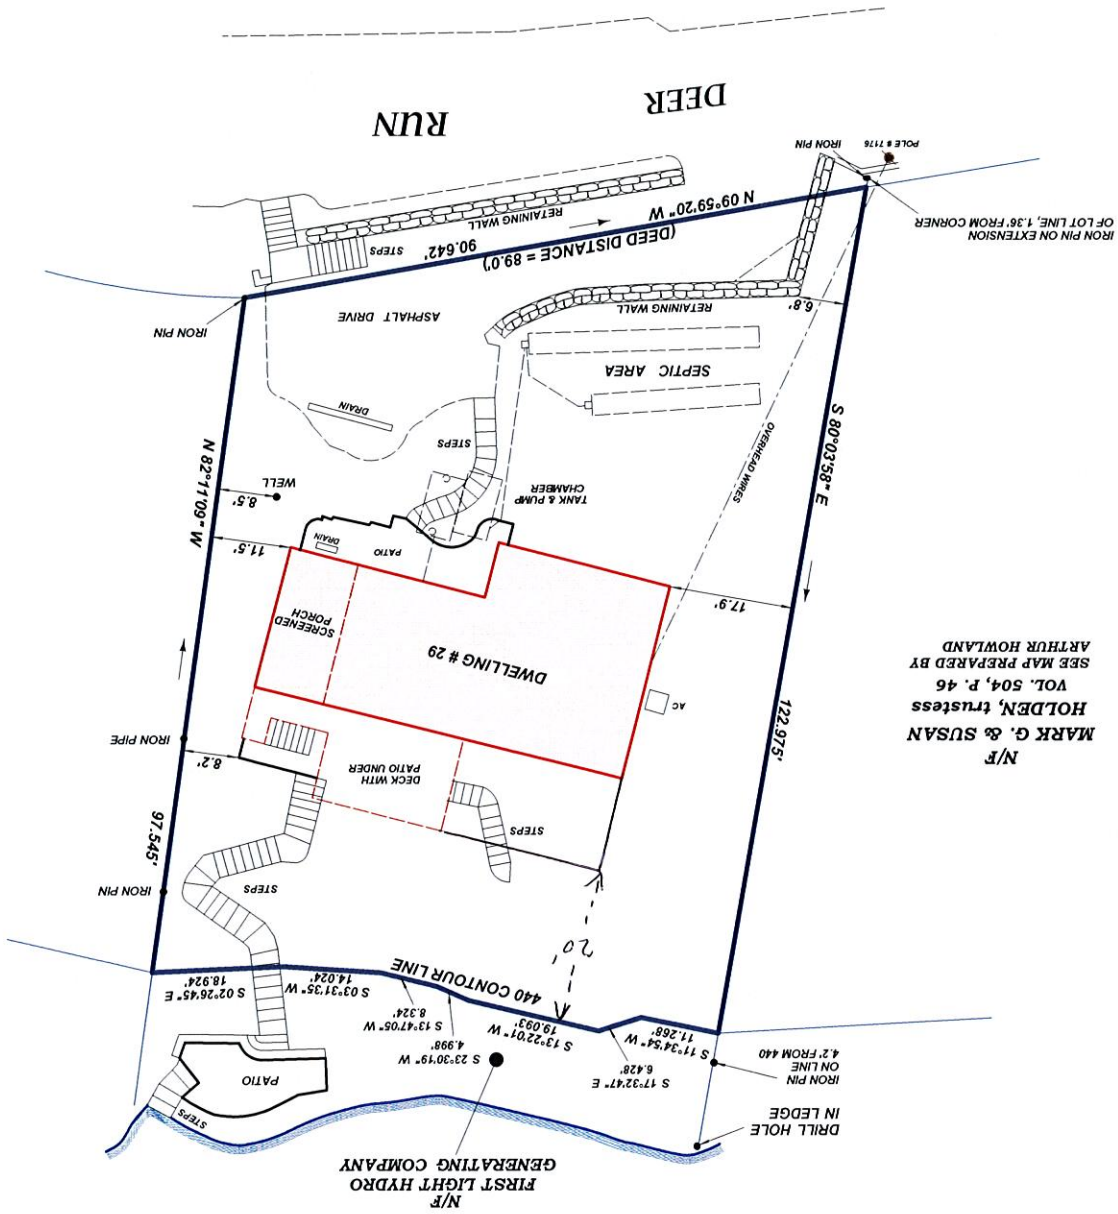 N/F
FIRST LIGHT HYDRO
GENERATING COMPANY
DRILL HOLE
IN LEDGE
IRON PIN
ON LINE
4.2' FROM 440
STEPS
PATIO
S 11°34'54" W
11.268'
S 17°32'47" E
6.428'
S 13°22'01" W
19.093'
S 23°30'19" W
4.998'
S 13°47'05" W
8.324'
S 03°31'35" W
14.024'
S 02°26'45" E
18.924'
440 CONTOUR LINE
20'
STEPS
IRON PIN
97.545'
STEPS
8.2'
IRON PIPE
DECK WITH
PATIO UNDER
N/F
MARK G. & SUSAN
HOLDEN, trustess
VOL. 504, P. 46
SEE MAP PREPARED BY
ARTHUR HOWLAND
122.975'
AC
DWELLING # 29
SCREENED
PORCH
17.9'
11.5'
PATIO
DRAIN
TANK & PUMP
CHAMBER
8.5'
WELL
N 82°11'09" W
S 80°03'58" E
OVERHEAD WIRES
STEPS
DRAIN
SEPTIC AREA
RETAINING WALL
6.8'
ASPHALT DRIVE
IRON PIN
(DEED DISTANCE = 89.0')
90.642'
N 09°59'20" W
STEPS
RETAINING WALL
IRON PIN ON EXTENSION
OF LOT LINE, 1.36' FROM CORNER
IRON PIN
POLE # 7176
DEER RUN